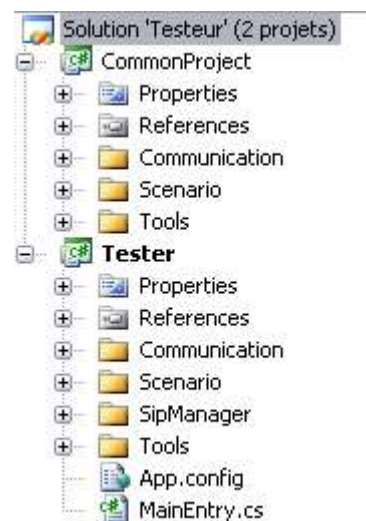 Solution 'Testeur' (2 projets)
CommonProject
Properties
References
Communication
Scenario
Tools
Tester
Properties
References
Communication
Scenario
SipManager
Tools
App.config
MainEntry.cs